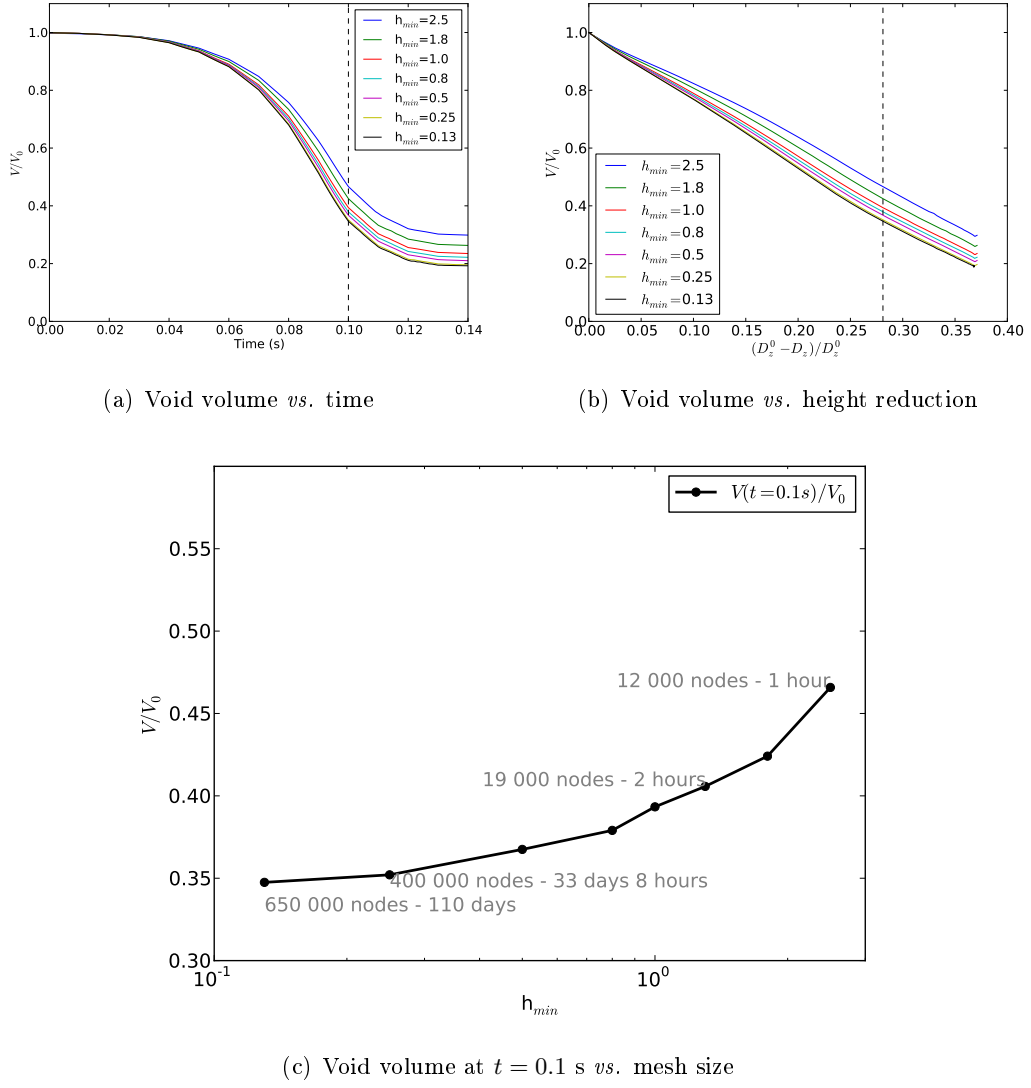 1.0
0.8
0.6
0.4
0.2
0.0
V/V₀
0.00 0.02 0.04 0.06 0.08 0.10 0.12 0.14
Time (s)
h_min=2.5
h_min=1.8
h_min=1.0
h_min=0.8
h_min=0.5
h_min=0.25
h_min=0.13
(a) Void volume vs. time
1.0
0.8
0.6
0.4
0.2
0.0
V/V₀
h_min=2.5
h_min=1.8
h_min=1.0
h_min=0.8
h_min=0.5
h_min=0.25
h_min=0.13
0.00 0.05 0.10 0.15 0.20 0.25 0.30 0.35 0.40
(D_z^0 − D_z)/D_z^0
(b) Void volume vs. height reduction
V(t=0.1s)/V₀
0.55
0.50
0.45
0.40
0.35
0.30
V/V₀
12 000 nodes - 1 hour
19 000 nodes - 2 hours
400 000 nodes - 33 days 8 hours
650 000 nodes - 110 days
10⁻¹ 10⁰
h_min
(c) Void volume at t = 0.1 s vs. mesh size